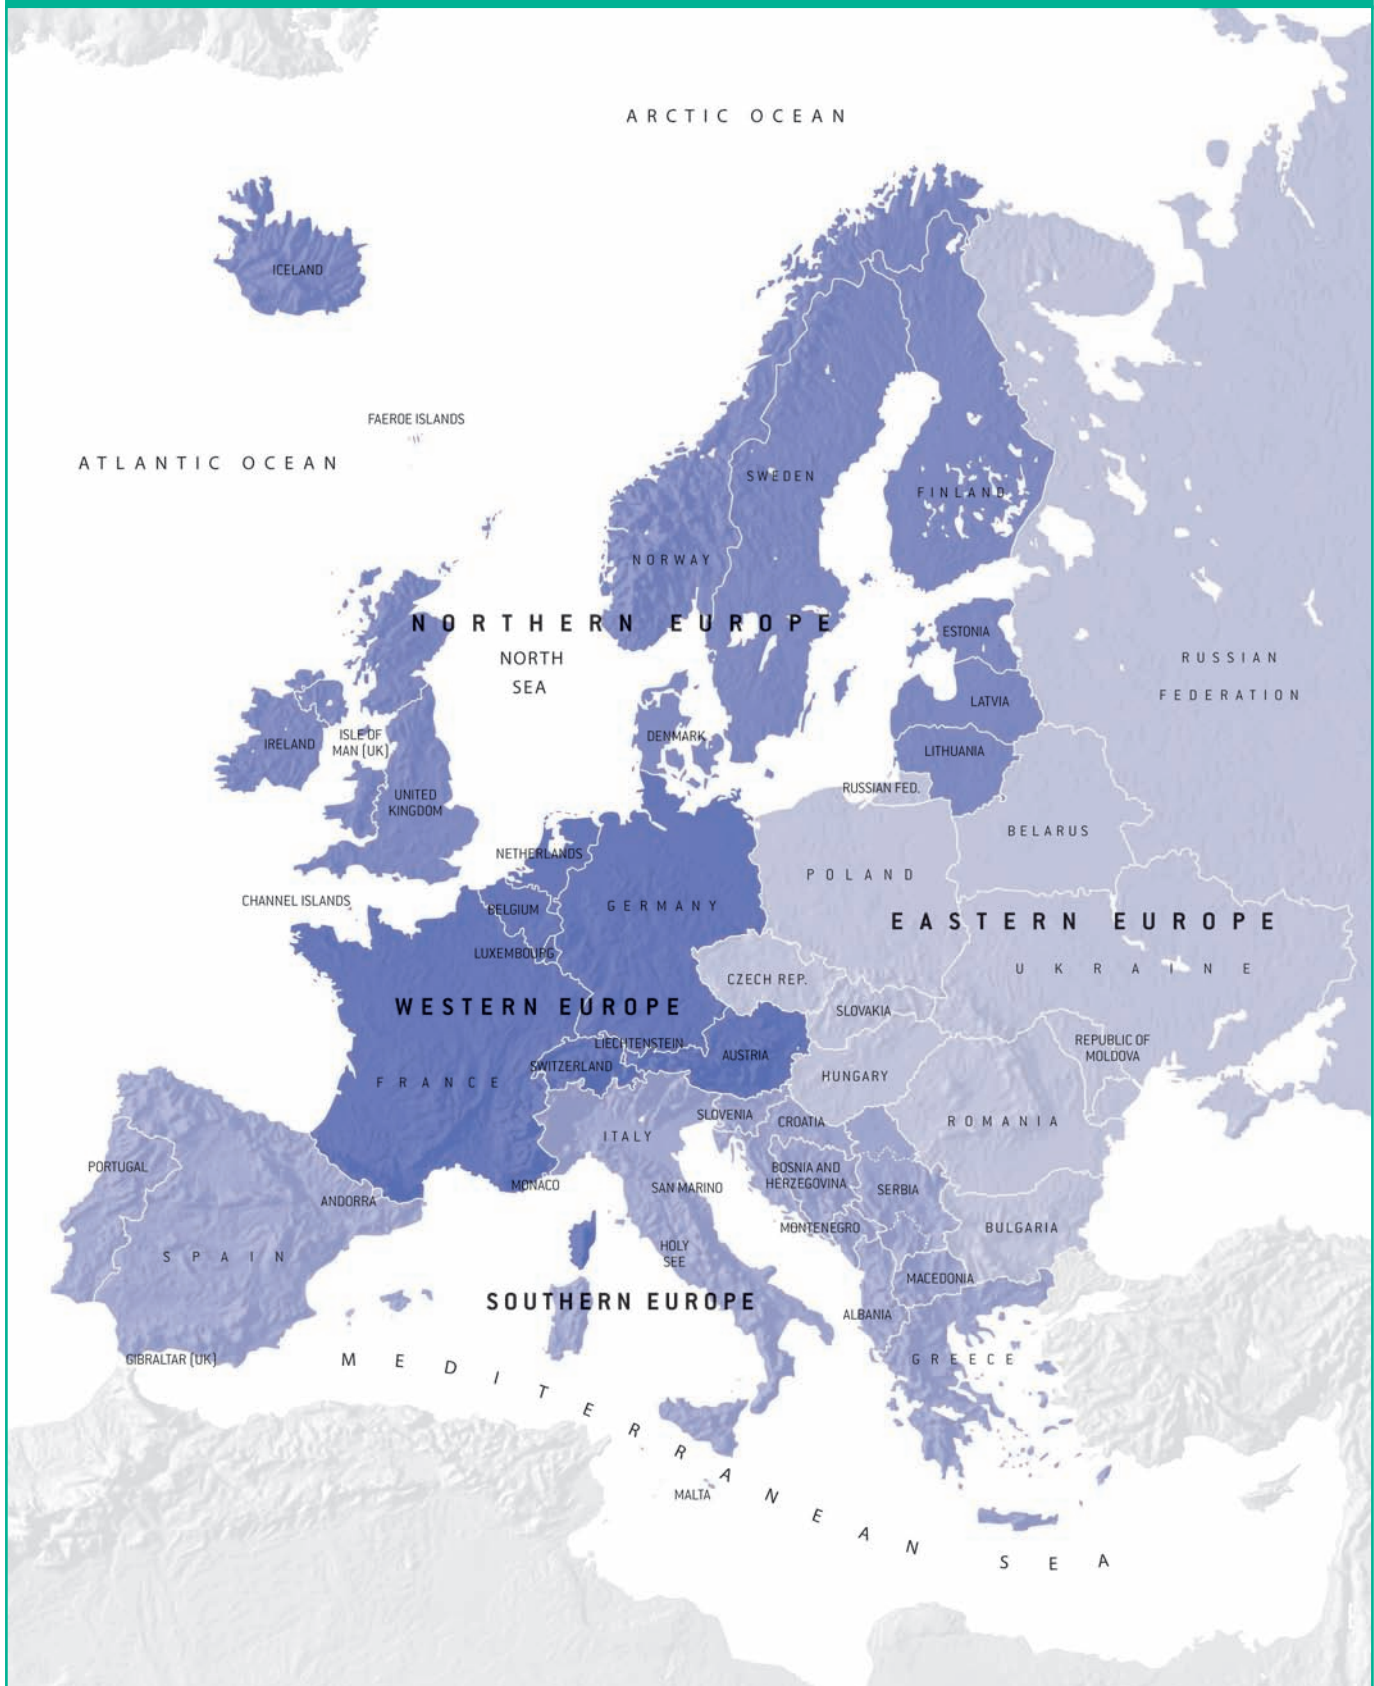 ARCTIC OCEAN
ICELAND
FAEROE ISLANDS
ATLANTIC OCEAN
SWEDEN
FINLAND
NORWAY
NORTHERN EUROPE
ESTONIA
NORTH
SEA
RUSSIAN
FEDERATION
LATVIA
DENMARK
ISLE OF
MAN (UK)
IRELAND
LITHUANIA
RUSSIAN FED.
UNITED
KINGDOM
BELARUS
NETHERLANDS
POLAND
CHANNEL ISLANDS
BELGIUM
GERMANY
EASTERN EUROPE
LUXEMBOURG
UKRAINE
CZECH REP.
WESTERN EUROPE
SLOVAKIA
LIECHTENSTEIN
REPUBLIC OF
MOLDOVA
AUSTRIA
SWITZERLAND
HUNGARY
FRANCE
SLOVENIA
CROATIA
ROMANIA
ITALY
PORTUGAL
BOSNIA AND
HERZEGOVINA
MONACO
SAN MARINO
SERBIA
ANDORRA
MONTENEGRO
BULGARIA
HOLY
SEE
SPAIN
MACEDONIA
SOUTHERN EUROPE
ALBANIA
GIBRALTAR (UK)
GREECE
MEDITERRANEAN SEA
MALTA